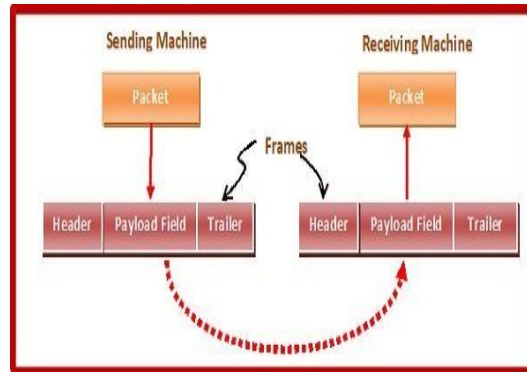 Sending Machine
Receiving Machine
Packet
Packet
Frames
Header Payload Field Trailer
Header Payload Field Trailer